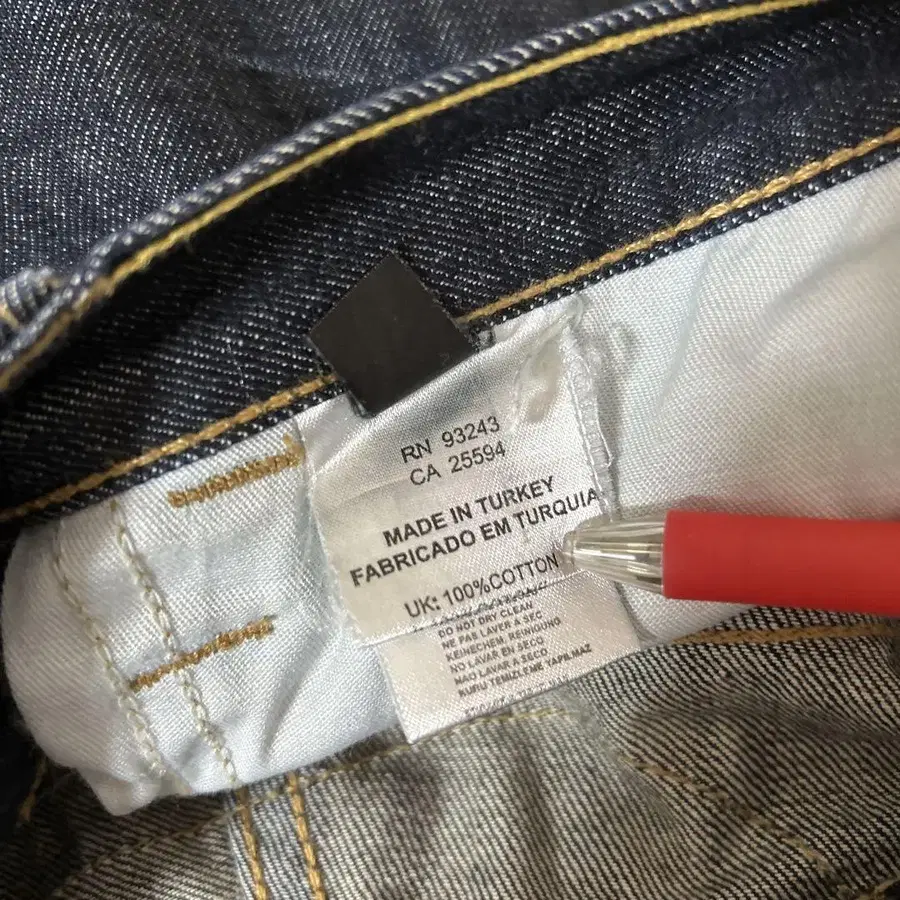 RN 93243
CA 25594
MADE IN TURKEY
FABRICADO EM TURQUIA
UK: 100%COTTON
DO NOT DRY CLEAN
NE PAS LAVER A SEC
KEINECHEM. REINIGUNG
NO LAVAR EN SECO
MAO LAVAR A SECO
KURU TEMIZLEME YAPILMAZ